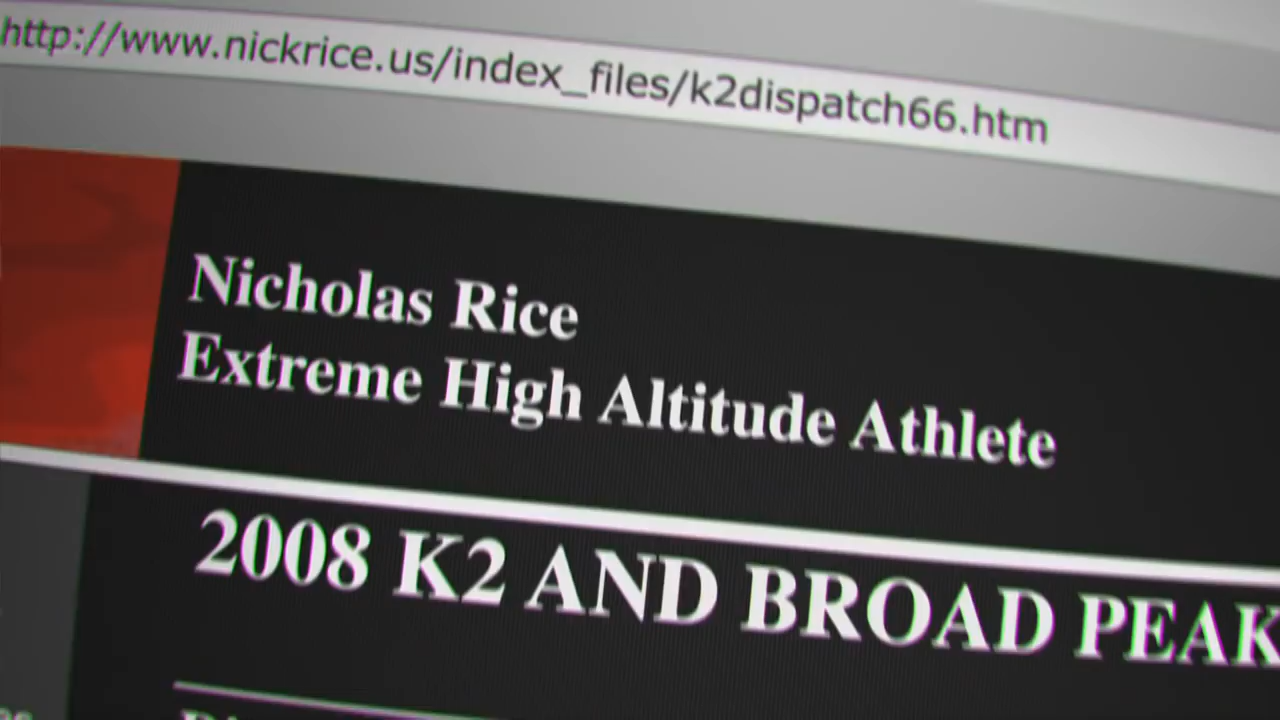 http://www.nickrice.us/index_files/k2dispatch66.htm
Nicholas Rice
Extreme High Altitude Athlete
2008 K2 AND BROAD PEAK